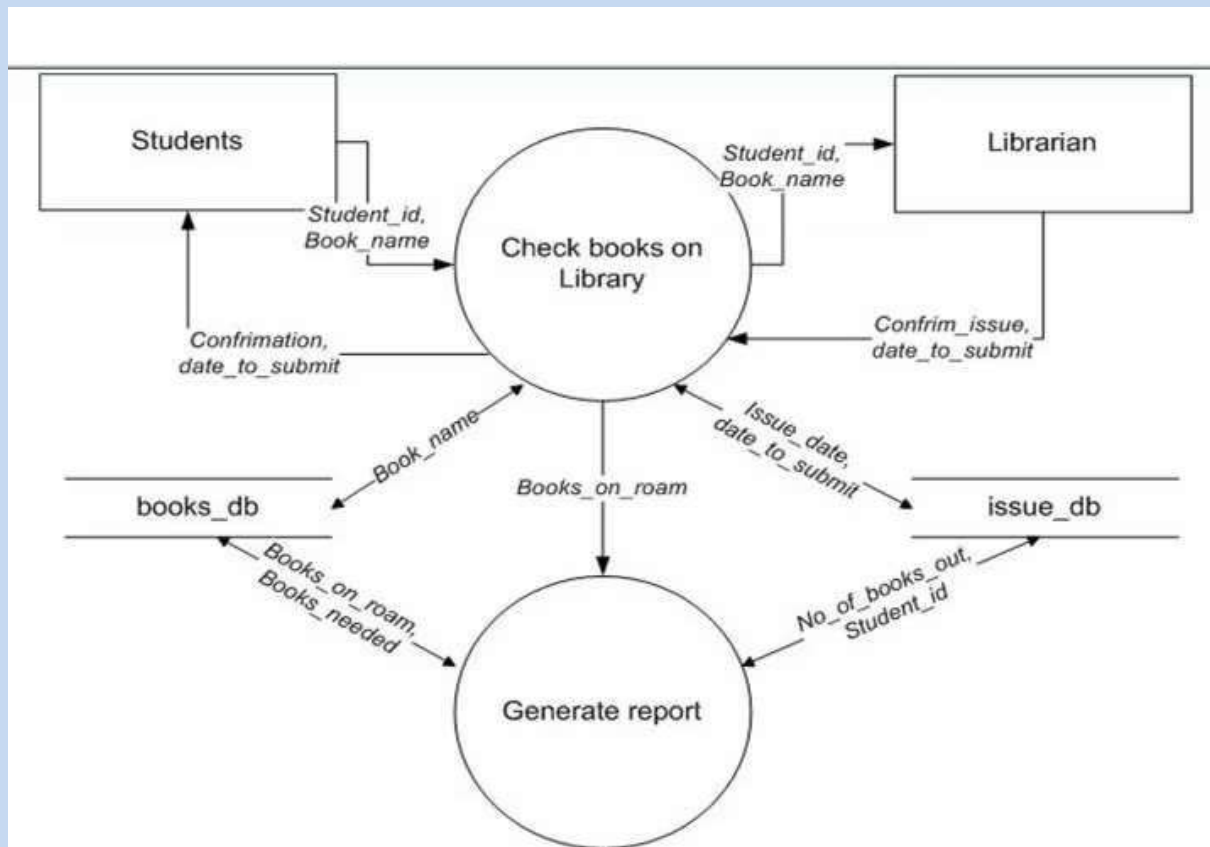 Students
Librarian
Student_id,
Book_name
Student_id,
Book_name
Check books on
Library
Confrimation,
date_to_submit
Confrim_issue,
date_to_submit
Book_name
Issue_date,
date_to_submit
Books_on_roam
books_db
issue_db
Books_on_roam,
Books_needed
No_of_books_out,
Student_id
Generate report